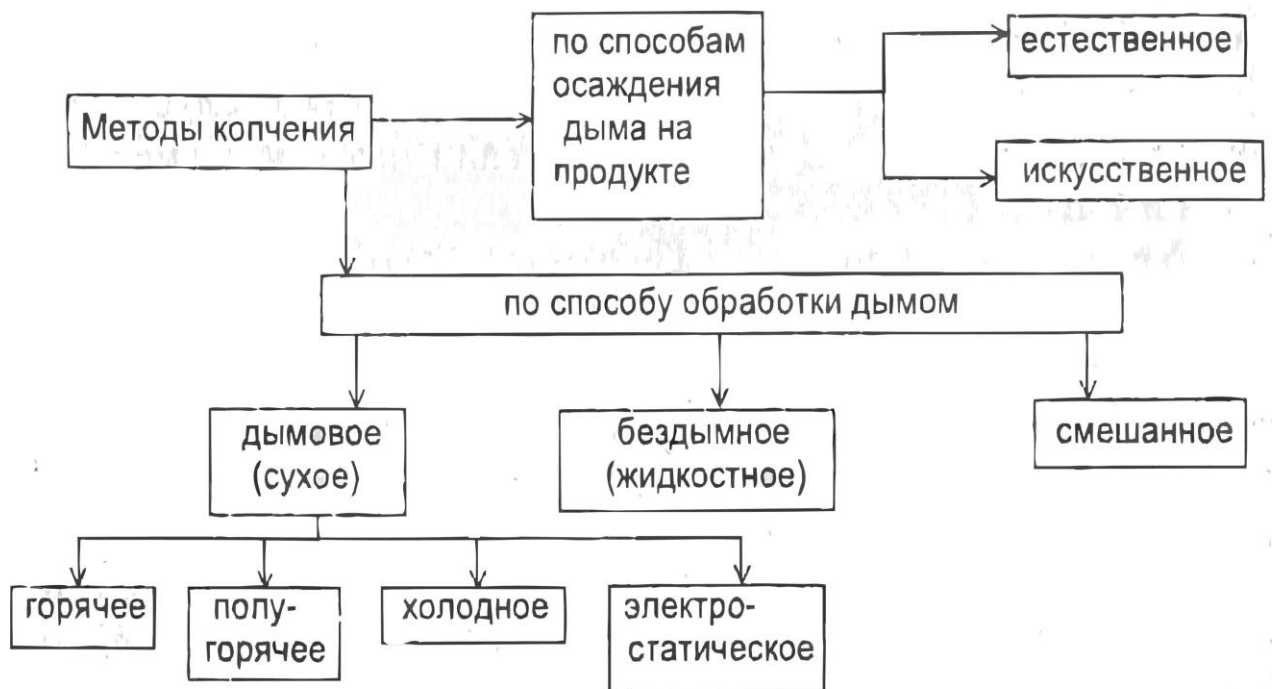 Методы копчения
по способам
осаждения
дыма на
продукте
естественное
искусственное
по способу обработки дымом
дымовое
(сухое)
бездымное
(жидкостное)
смешанное
горячее
полу-
горячее
холодное
электро-
статическое